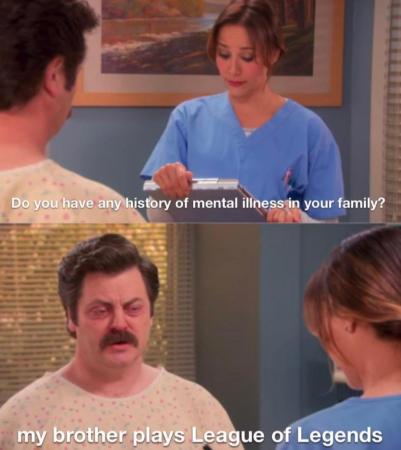 Do you have any history of mental illness in your family?
my brother plays League of Legends